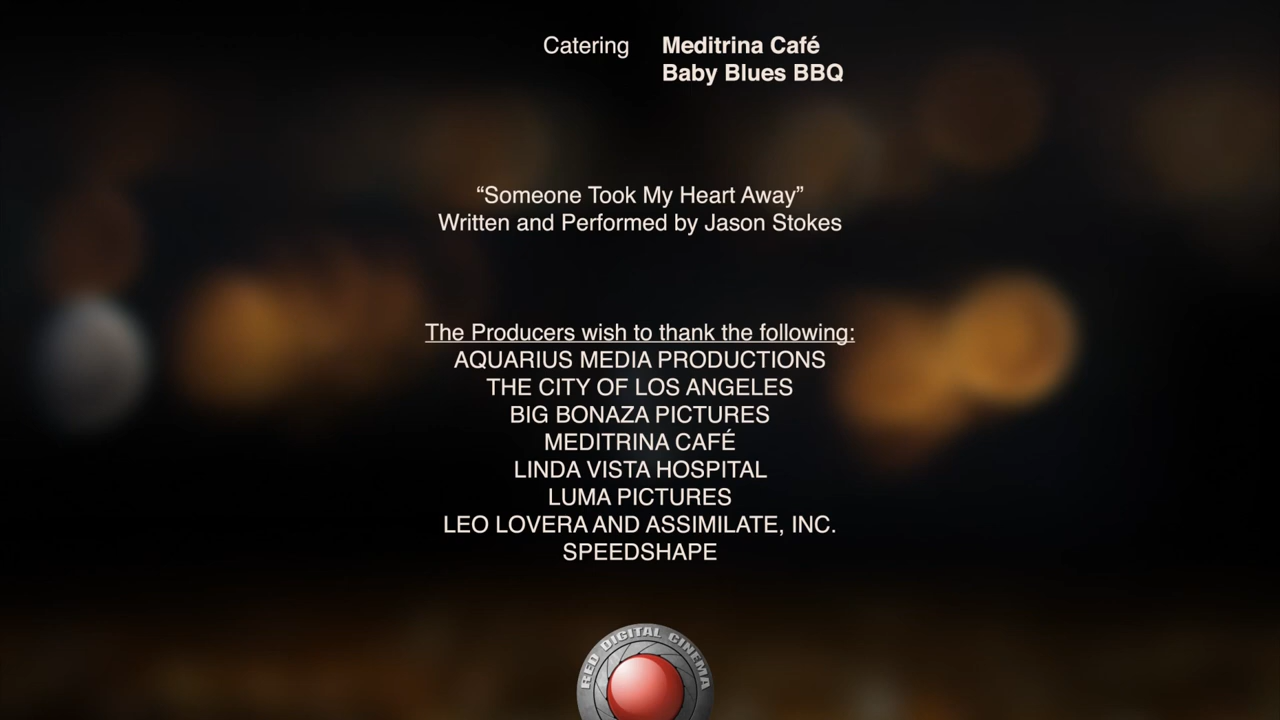 Catering Meditrina Café
Baby Blues BBQ
“Someone Took My Heart Away”
Written and Performed by Jason Stokes
The Producers wish to thank the following:
AQUARIUS MEDIA PRODUCTIONS
THE CITY OF LOS ANGELES
BIG BONAZA PICTURES
MEDITRINA CAFÉ
LINDA VISTA HOSPITAL
LUMA PICTURES
LEO LOVERA AND ASSIMILATE, INC.
SPEEDSHAPE
RED DIGITAL CINEMA